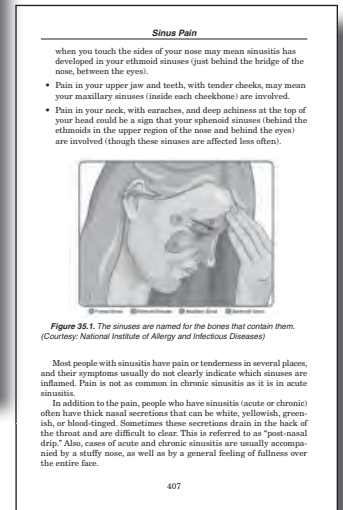 Sinus Pain
when you touch the sides of your nose may mean sinusitis has
developed in your ethmoid sinuses (just behind the bridge of the
nose, between the eyes).
• Pain in your upper jaw and teeth, with tender cheeks, may mean
your maxillary sinuses (inside each cheekbone) are involved.
• Pain in your neck, with earaches, and deep achiness at the top of
your head could be a sign that your sphenoid sinuses (behind the
ethmoids in the upper region of the nose and behind the eyes)
are involved (though these sinuses are affected less often).
Figure 35.1. The sinuses are named for the bones that contain them.
(Courtesy: National Institute of Allergy and Infectious Diseases)
Most people with sinusitis have pain or tenderness in several places,
and their symptoms usually do not clearly indicate which sinuses are
inflamed. Pain is not as common in chronic sinusitis as it is in acute
sinusitis.
In addition to the pain, people who have sinusitis (acute or chronic)
often have thick nasal secretions that can be white, yellowish, green-
ish, or blood-tinged. Sometimes these secretions drain in the back of
the throat and are difficult to clear. This is referred to as “post-nasal
drip.” Also, cases of acute and chronic sinusitis are usually accompa-
nied by a stuffy nose, as well as by a general feeling of fullness over
the entire face.
407